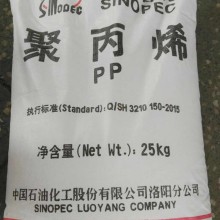 SINOPEC SINOPEC
聚丙烯
PP
执行标准(Standard):Q/SH 3210 150-2015
净含量(Net Wt.):25kg
中国石油化工股份有限公司洛阳分公司
SINOPEC LUOYANG COMPANY